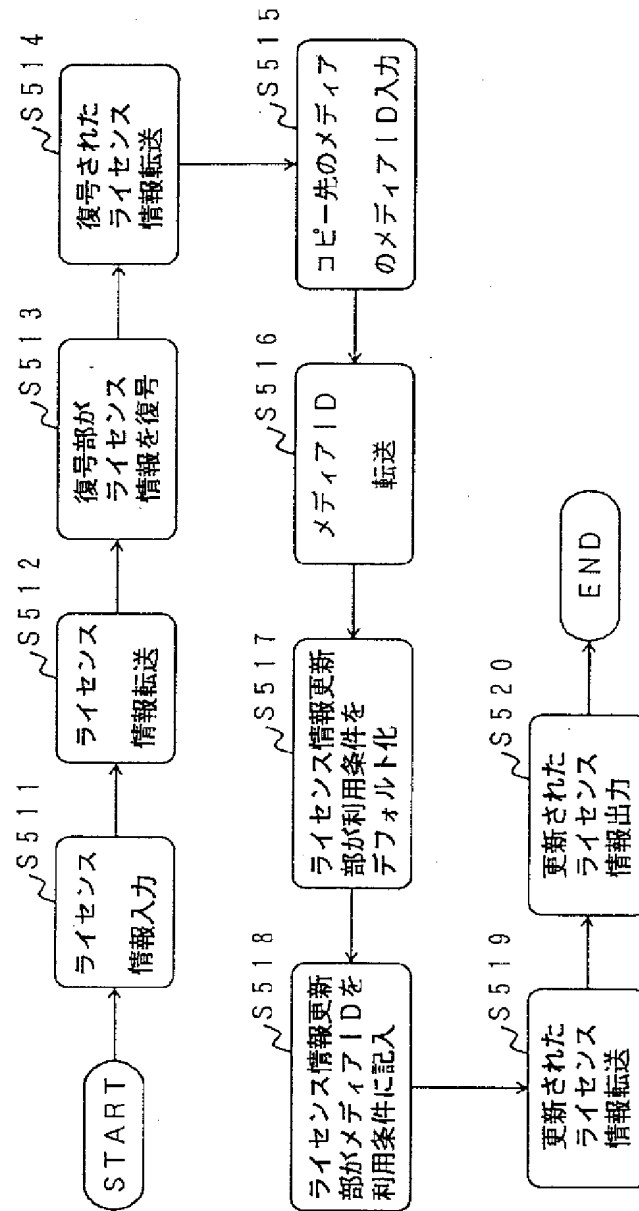 START
S511
ライセンス
情報入力
S512
ライセンス
情報転送
S513
復号部が
ライセンス
情報を復号
S514
復号された
ライセンス
情報転送
S515
コピー先のメディア
のメディアID入力
S516
メディアID
転送
S517
ライセンス情報更新
部が利用条件を
デフォルト化
S518
ライセンス情報更新
部がメディアIDを
利用条件に記入
S519
更新された
ライセンス
情報転送
S520
更新された
ライセンス
情報出力
END